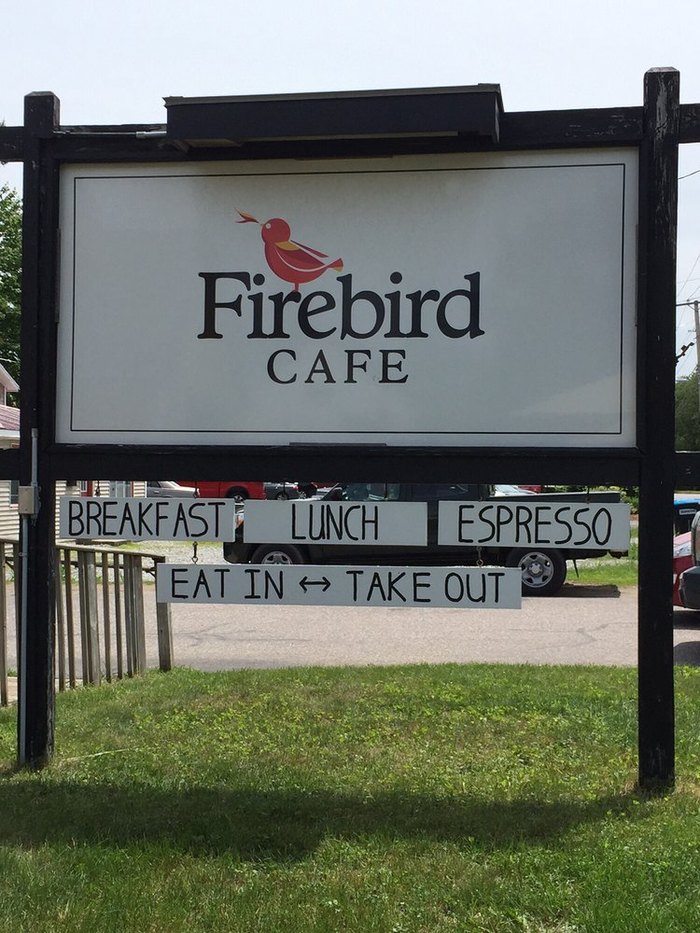 Firebird
CAFE
BREAKFAST LUNCH ESPRESSO
EAT IN ↔ TAKE OUT